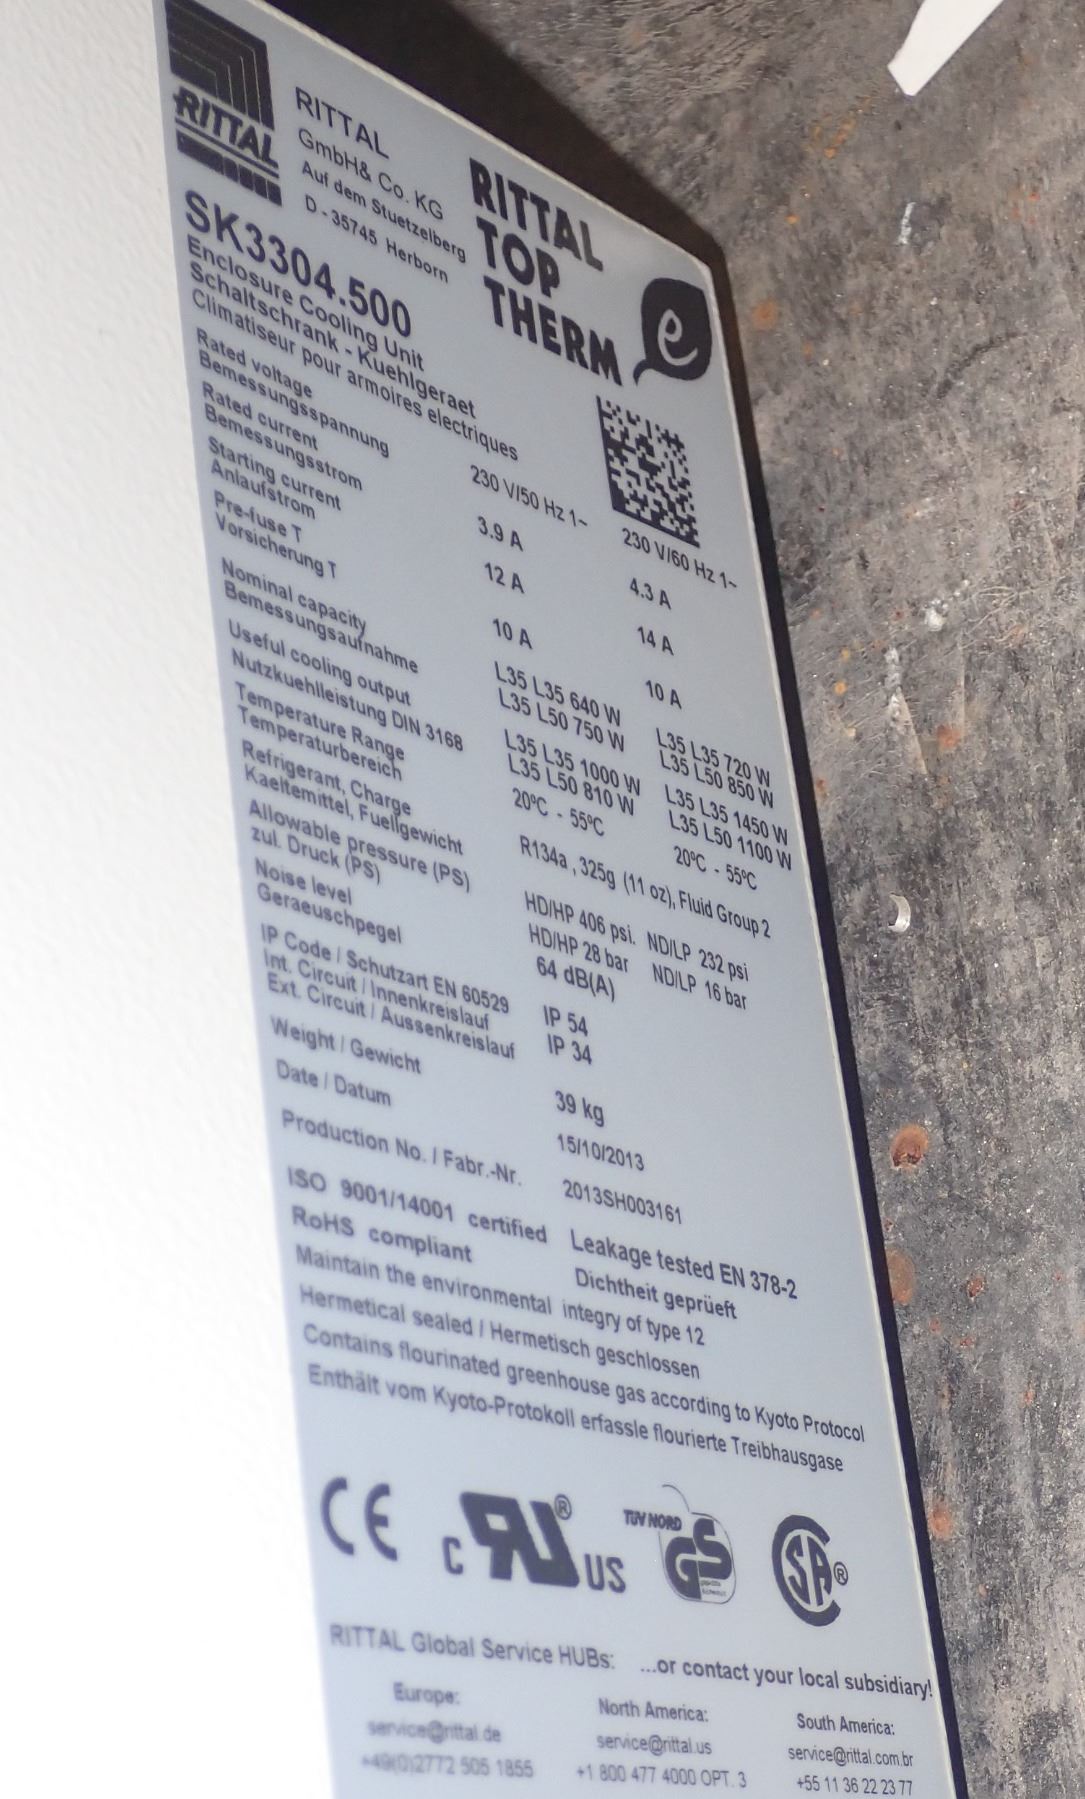 RITTAL
RITTAL
GmbH& Co. KG
Auf dem Stuetzelberg
D - 35745 Herborn
RITTAL
TOP
THERM
e
SK3304.500
Enclosure Cooling Unit
Schaltschrank - Kuehlgeraet
Climatiseur pour armoires electriques
Rated voltage
Bemessungsspannung 230 V/50 Hz 1~ 230 V/60 Hz 1~
Rated current
Bemessungsstrom 3.9 A 4.3 A
Starting current
Anlaufstrom 12 A 14 A
Pre-fuse T
Vorsicherung T 10 A 10 A
Nominal capacity L35 L35 640 W L35 L35 720 W
Bemessungsaufnahme L35 L50 750 W L35 L50 850 W
Useful cooling output L35 L35 1000 W L35 L35 1450 W
Nutzkuehlleistung DIN 3168 L35 L50 810 W L35 L50 1100 W
Temperature Range
Temperaturbereich 20°C - 55°C 20°C - 55°C
Refrigerant, Charge
Kaeltemittel, Fuellgewicht R134a , 325g (11 oz), Fluid Group 2
Allowable pressure (PS) HD/HP 406 psi. ND/LP 232 psi
zul. Druck (PS) HD/HP 28 bar ND/LP 16 bar
Noise level
Geraeuschpegel 64 dB(A)
IP Code / Schutzart EN 60529
Int. Circuit / Innenkreislauf IP 54
Ext. Circuit / Aussenkreislauf IP 34
Weight / Gewicht 39 kg
Date / Datum 15/10/2013
Production No. / Fabr.-Nr. 2013SH003161
ISO 9001/14001 certified Leakage tested EN 378-2
RoHS compliant Dichtheit geprüeft
Maintain the environmental integry of type 12
Hermetical sealed / Hermetisch geschlossen
Contains flourinated greenhouse gas according to Kyoto Protocol
Enthält vom Kyoto-Protokoll erfassle flourierte Treibhausgase
CE
C RU® US
TÜV NORD
GS
SA®
RITTAL Global Service HUBs: ...or contact your local subsidiary!
Europe: North America: South America:
service@rittal.de service@rittal.us service@rittal.com.br
+49(0)2772 505 1855 +1 800 477 4000 OPT. 3 +55 11 36 22 23 77